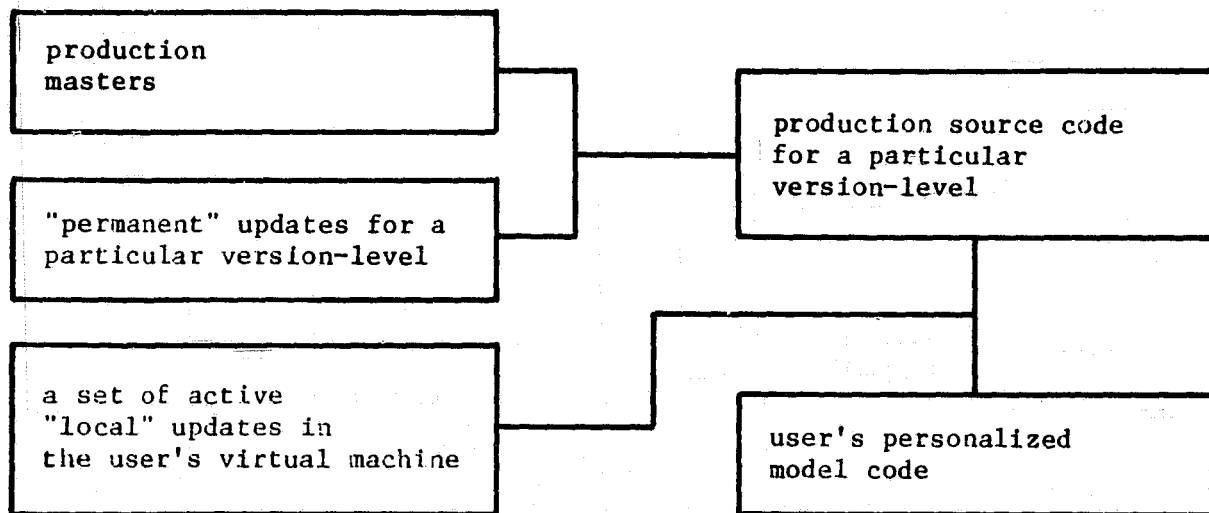 production
masters
"permanent" updates for a
particular version-level
a set of active
"local" updates in
the user's virtual machine
production source code
for a particular
version-level
user's personalized
model code